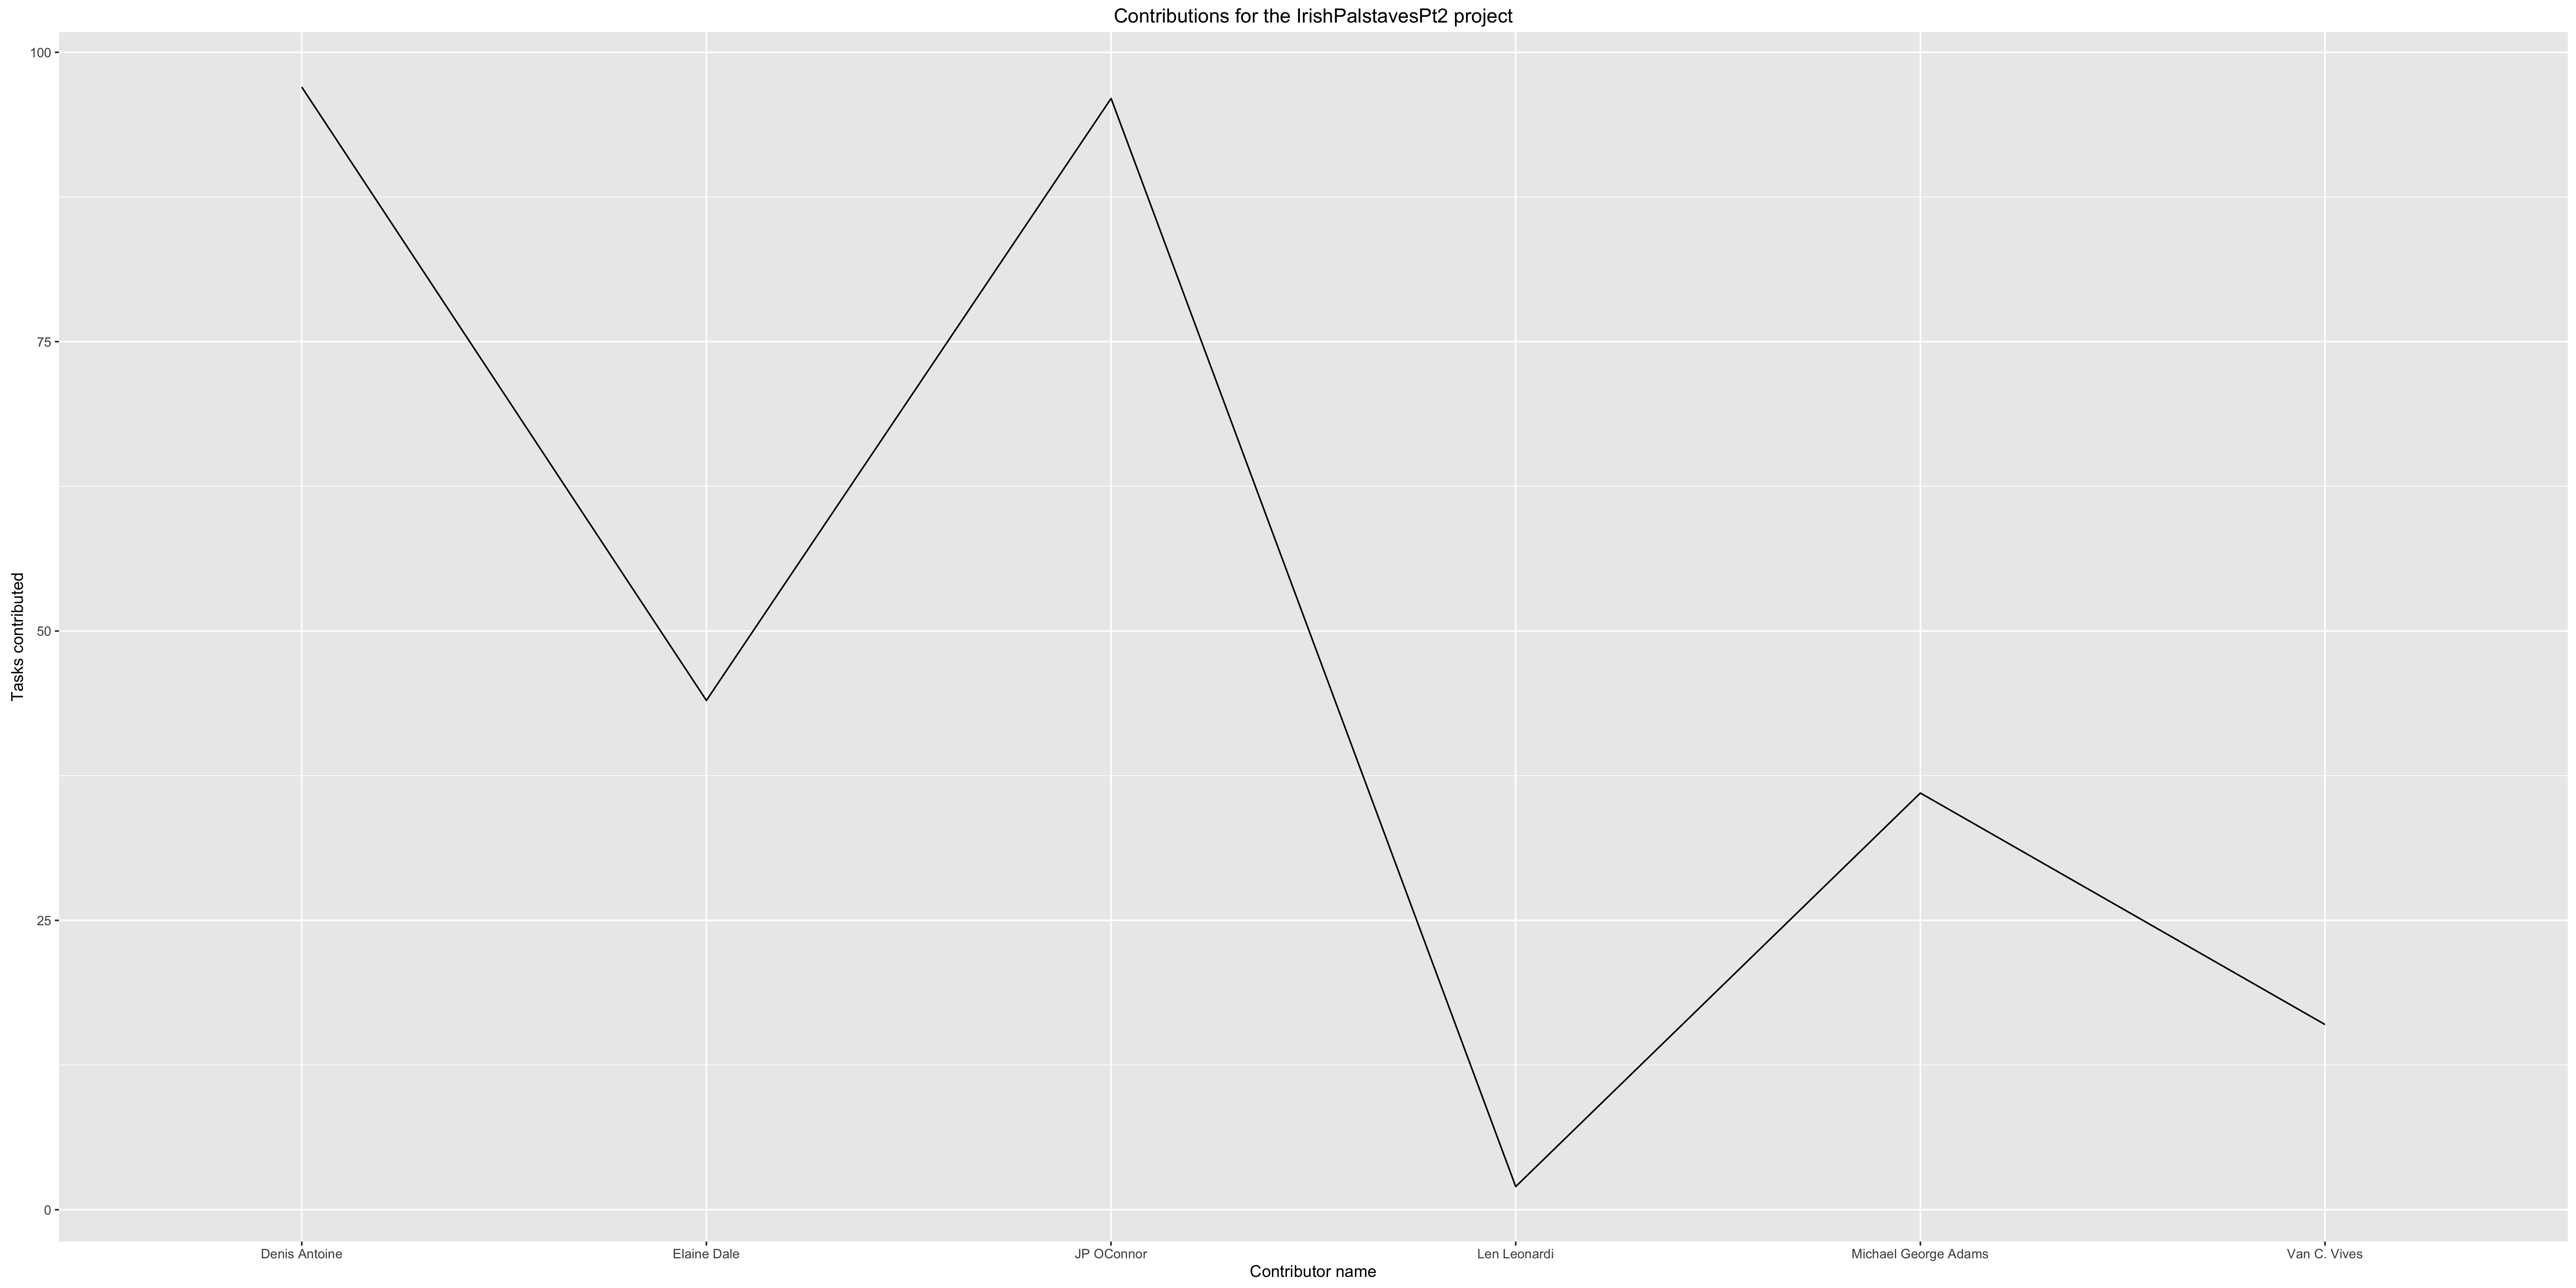 Contributions for the IrishPalstavesPt2 project
100
75
50
25
0
Tasks contributed
Denis Antoine
Elaine Dale
JP OConnor
Len Leonardi
Michael George Adams
Van C. Vives
Contributor name